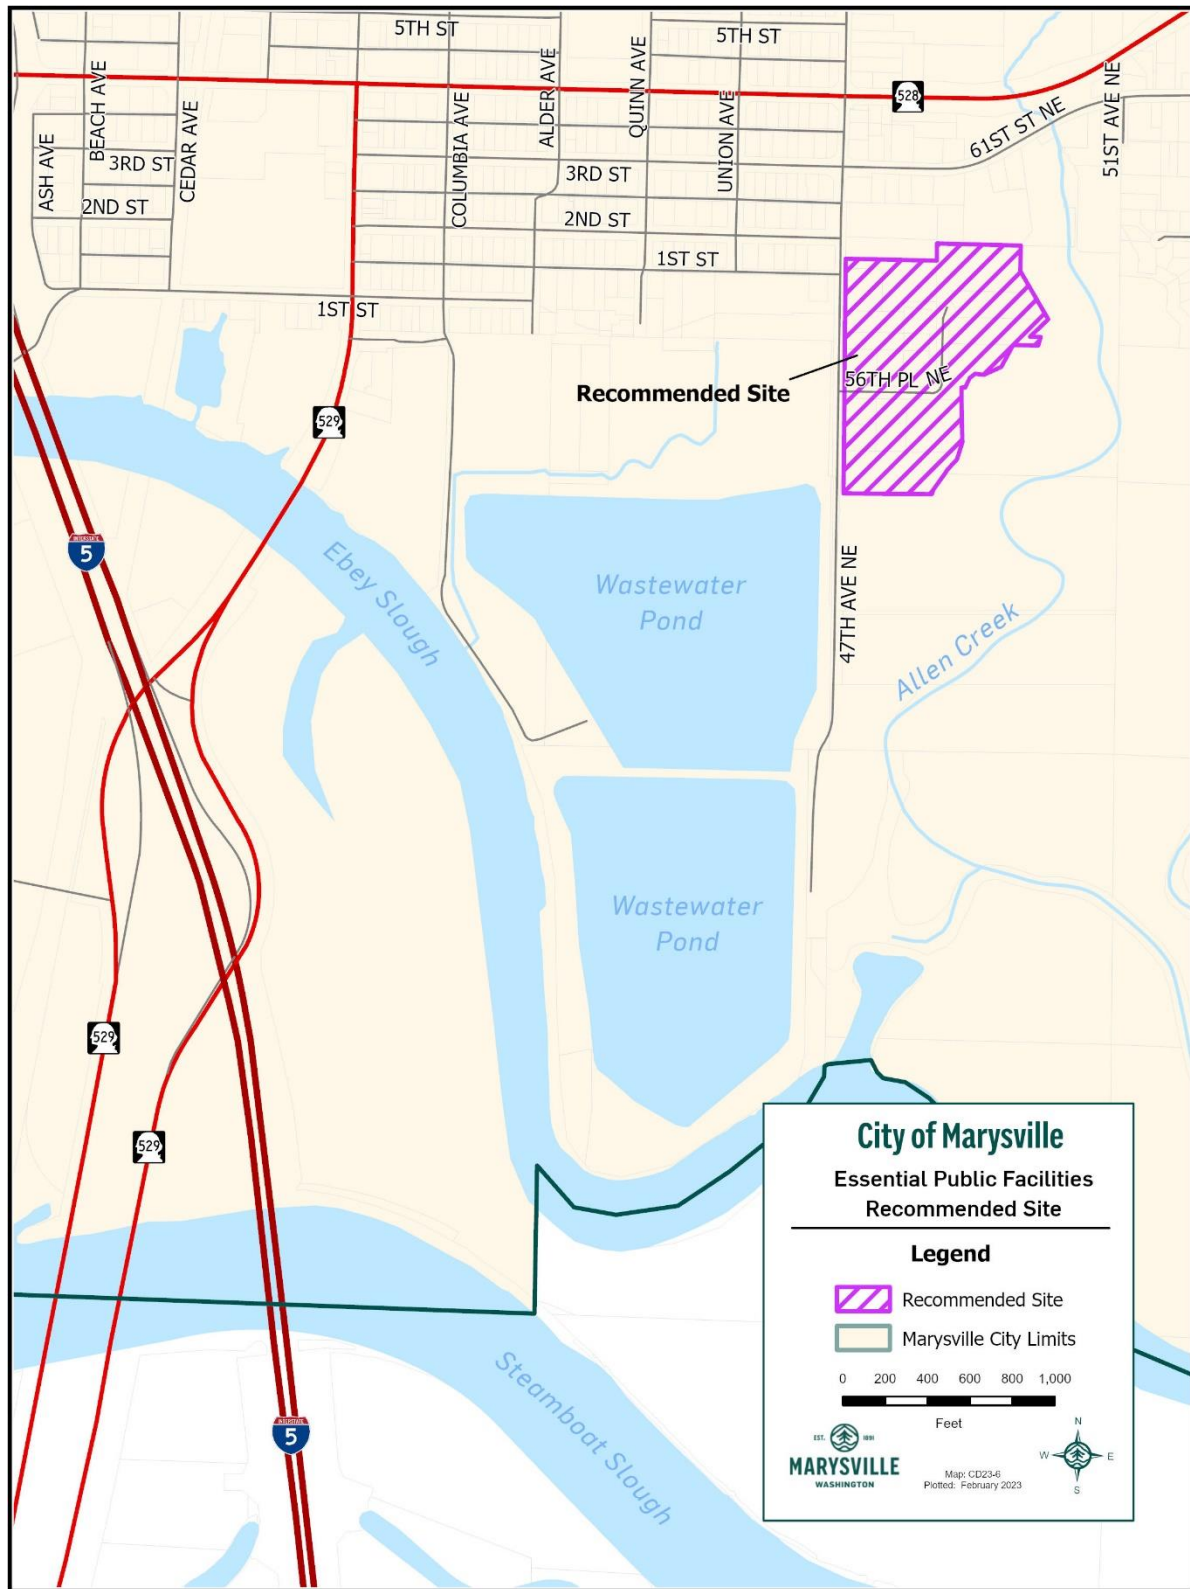 5TH ST
5TH ST
BEACH AVE
CEDAR AVE
ASH AVE
COLUMBIA AVE
ALDER AVE
QUINN AVE
UNION AVE
528
61ST ST NE
51ST AVE NE
3RD ST
3RD ST
2ND ST
2ND ST
1ST ST
1ST ST
Recommended Site
56TH PL NE
529
INTERSTATE
5
Ebey Slough
Wastewater
Pond
47TH AVE NE
Allen Creek
Wastewater
Pond
529
529
Steamboat Slough
INTERSTATE
5
City of Marysville
Essential Public Facilities
Recommended Site
Legend
Recommended Site
Marysville City Limits
0 200 400 600 800 1,000
Feet
EST. 1891
MARYSVILLE
WASHINGTON
Map: CD23-6
Plotted: February 2023
N
W E
S